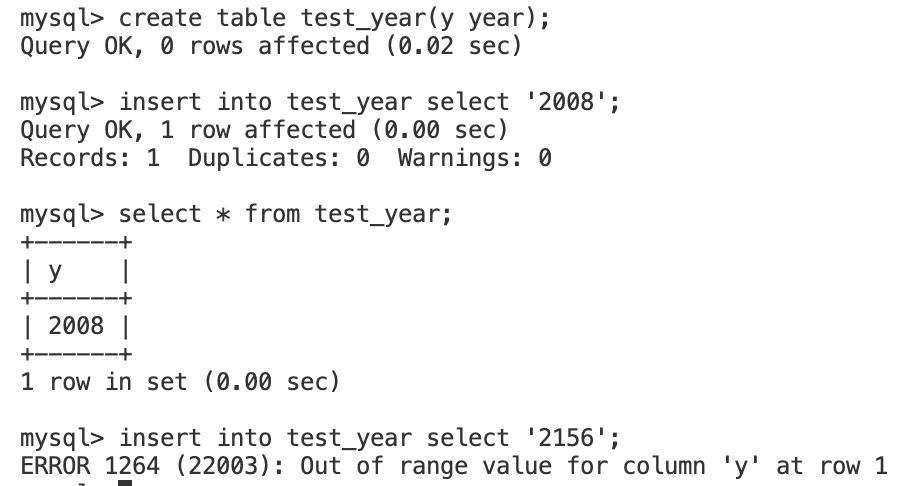 mysql> create table test_year(y year);
Query OK, 0 rows affected (0.02 sec)
mysql> insert into test_year select '2008';
Query OK, 1 row affected (0.00 sec)
Records: 1  Duplicates: 0  Warnings: 0
mysql> select * from test_year;
+------+
| y    |
+------+
| 2008 |
+------+
1 row in set (0.00 sec)
mysql> insert into test_year select '2156';
ERROR 1264 (22003): Out of range value for column 'y' at row 1